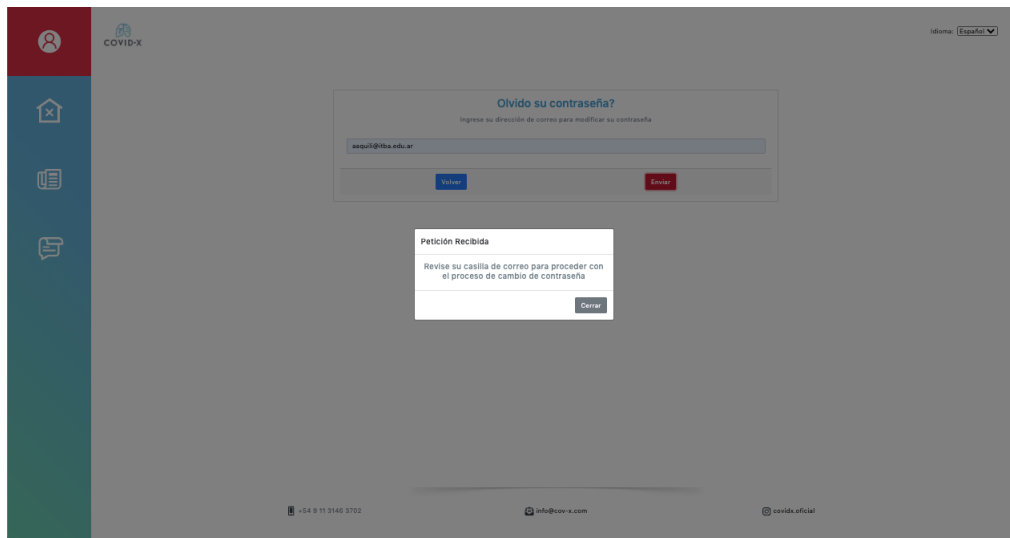 COVID-X
Idioma: Español
Olvido su contraseña?
Ingrese su dirección de correo para modificar su contraseña
aaquili@itba.edu.ar
Volver
Enviar
Petición Recibida
Revise su casilla de correo para proceder con
el proceso de cambio de contraseña
Cerrar
+54 9 11 3140 3702
info@cov-x.com
covidx.oficial